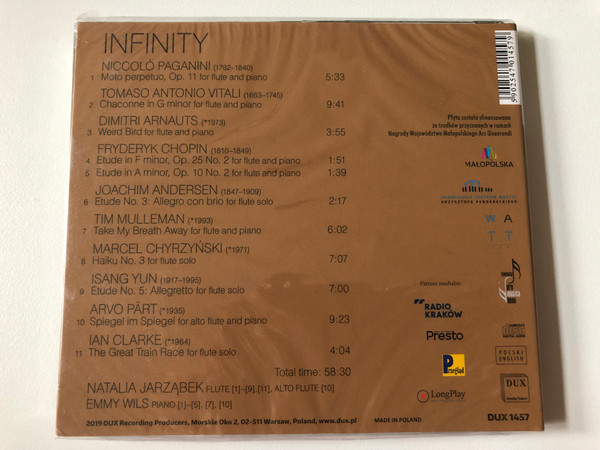 INFINITY
NICCOLÓ PAGANINI (1782–1840)
1 Moto perpetuo, Op. 11 for flute and piano 5:33
TOMASO ANTONIO VITALI (1663–1745)
2 Chaconne in G minor for flute and piano 9:41
DIMITRI ARNAUTS (*1973)
3 Weird Bird for flute and piano 3:55
FRYDERYK CHOPIN (1810–1849)
4 Etude in F minor, Op. 25 No. 2 for flute and piano 1:51
5 Etude in A minor, Op. 10 No. 2 for flute and piano 1:39
JOACHIM ANDERSEN (1847–1909)
6 Etude No. 3: Allegro con brio for flute solo 2:17
TIM MULLEMAN (*1993)
7 Take My Breath Away for flute and piano 6:02
MARCEL CHYRZYŃSKI (*1971)
8 Haiku No. 3 for flute solo 7:07
ISANG YUN (1917–1995)
9 Etude No. 5: Allegretto for flute solo 7:00
ARVO PÄRT (*1935)
10 Spiegel im Spiegel for alto flute and piano 9:23
IAN CLARKE (*1964)
11 The Great Train Race for flute solo 4:04
Total time: 58:30
NATALIA JARZĄBEK FLUTE [1]–[9],[11], ALTO FLUTE [10]
EMMY WILS PIANO [1]–[5], [7], [10]
2019 DUX Recording Producers, Morskie Oko 2, 02-511 Warsaw, Poland, www.dux.pl
MADE IN POLAND
DUX 1457
5902547014579
Płyta została sfinansowana
ze środków przyznanych w ramach
Nagrody Województwa Małopolskiego Ars Quaerendi
MAŁOPOLSKA
KRZYSZTOFA PENDERECKIEGO
W A
T T
Patroni medialni:
RADIO
KRAKÓW
Presto
LongPlay
POLSKI
ENGLISH
DUX